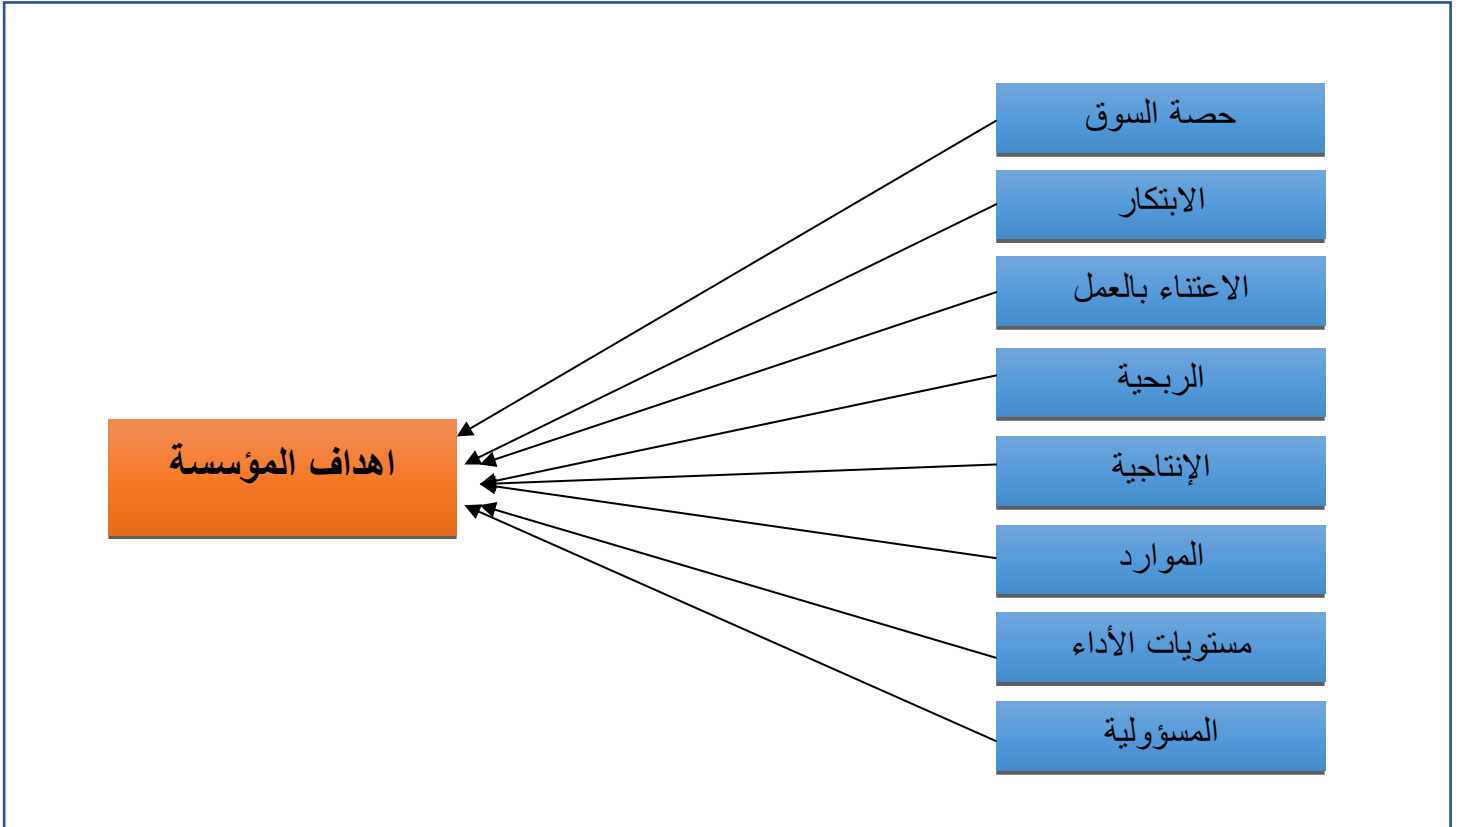 حصة السوق
الابتكار
الاعتناء بالعمل
الربحية
الإنتاجية
الموارد
مستويات الأداء
المسؤولية
اهداف المؤسسة